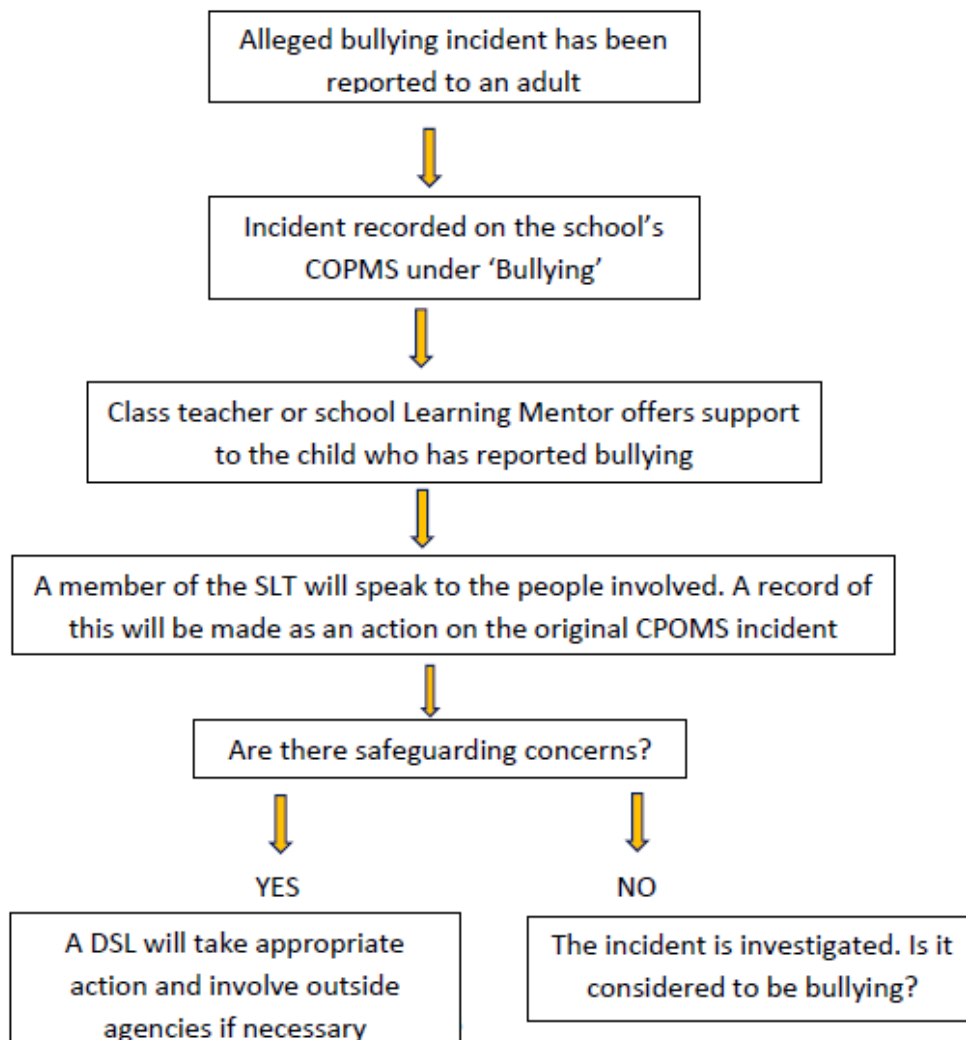 Alleged bullying incident has been
reported to an adult
Incident recorded on the school’s
COPMS under ‘Bullying’
Class teacher or school Learning Mentor offers support
to the child who has reported bullying
A member of the SLT will speak to the people involved. A record of
this will be made as an action on the original CPOMS incident
Are there safeguarding concerns?
YES
NO
A DSL will take appropriate
action and involve outside
agencies if necessary
The incident is investigated. Is it
considered to be bullying?